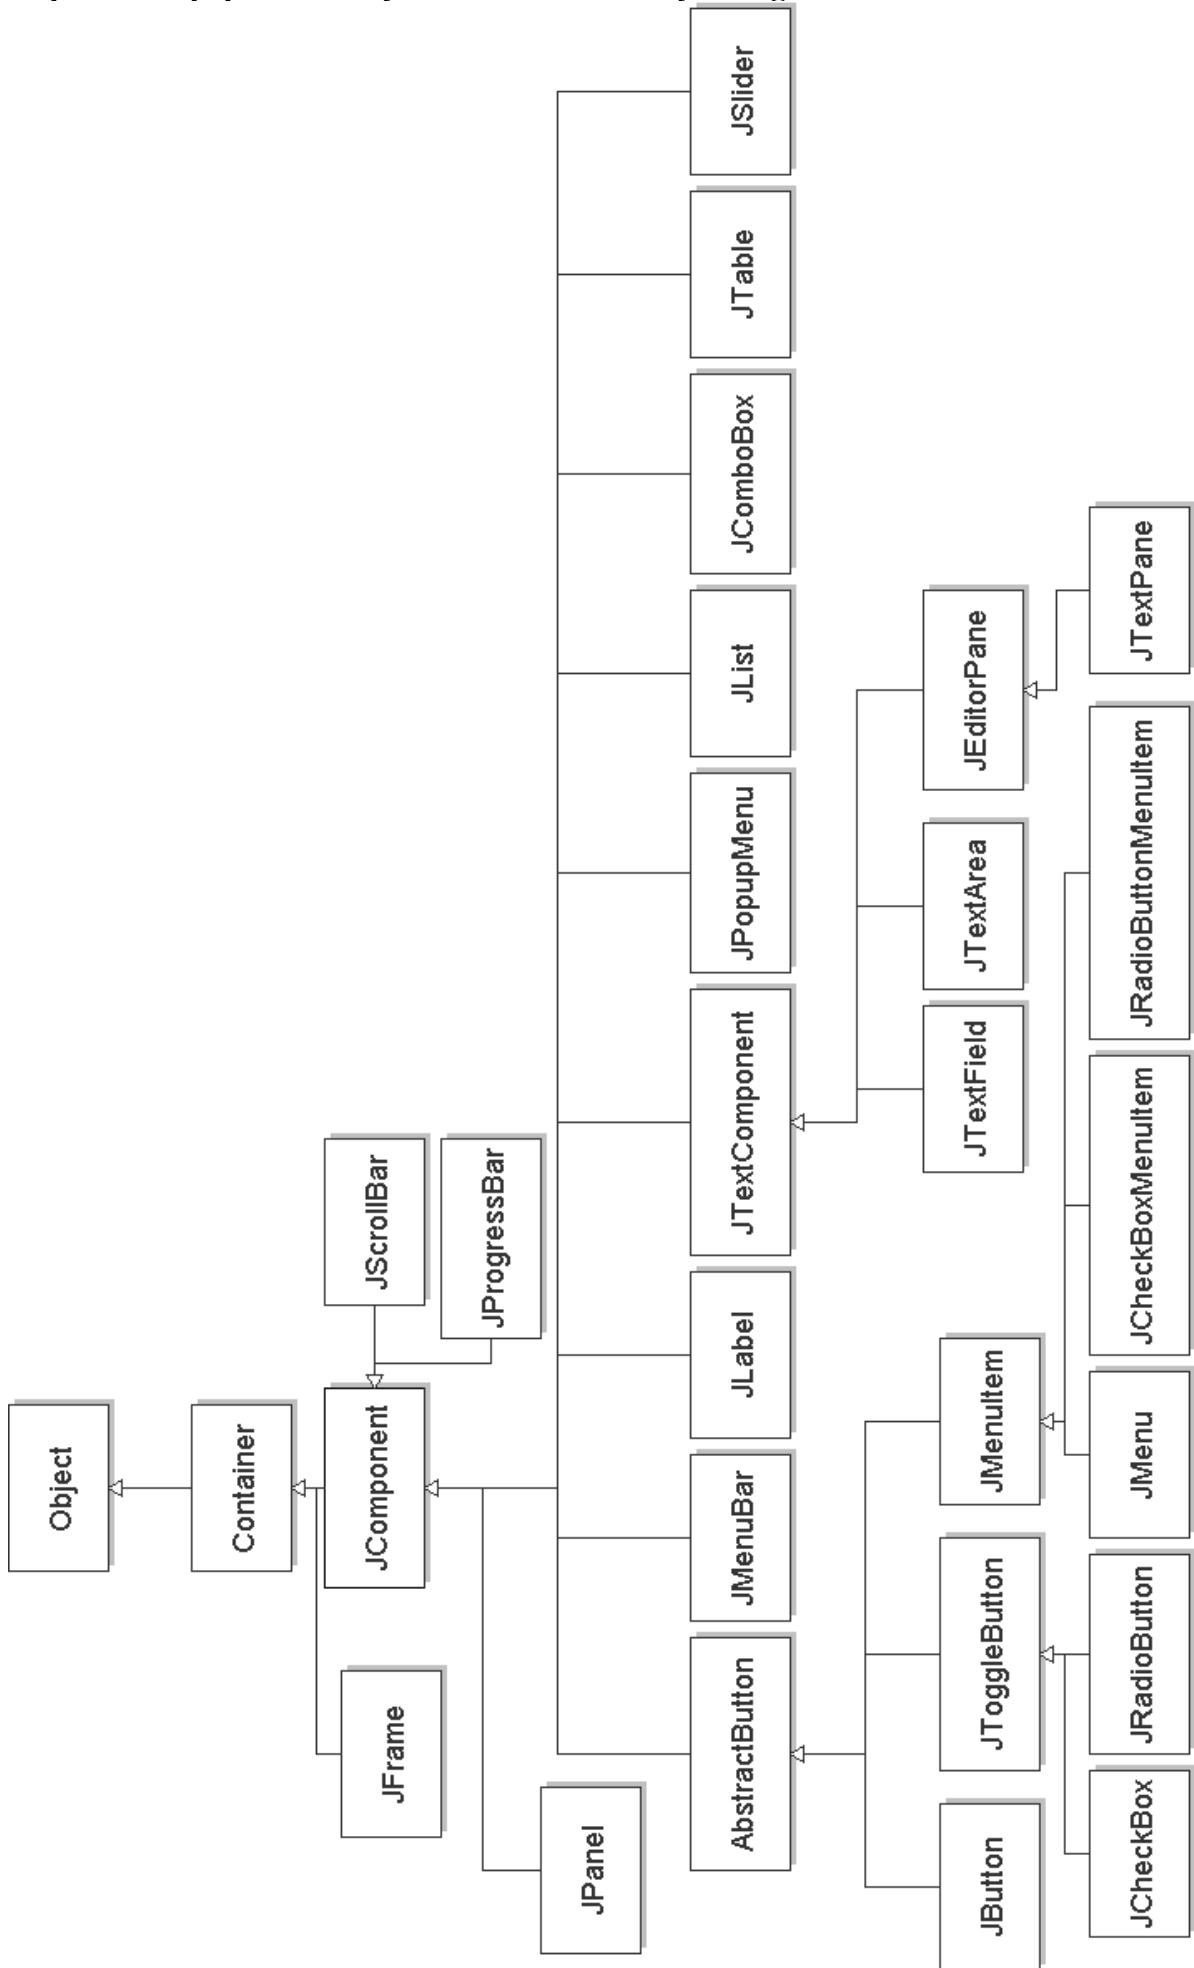 Object
Container
JFrame
JComponent
JScrollBar
JProgressBar
JPanel
AbstractButton
JMenuBar
JLabel
JTextComponent
JPopupMenu
JList
JComboBox
JTable
JSlider
JButton
JToggleButton
JMenuItem
JTextField
JTextArea
JEditorPane
JCheckBox
JRadioButton
JMenu
JCheckBoxMenuItem
JRadioButtonMenuItem
JTextPane